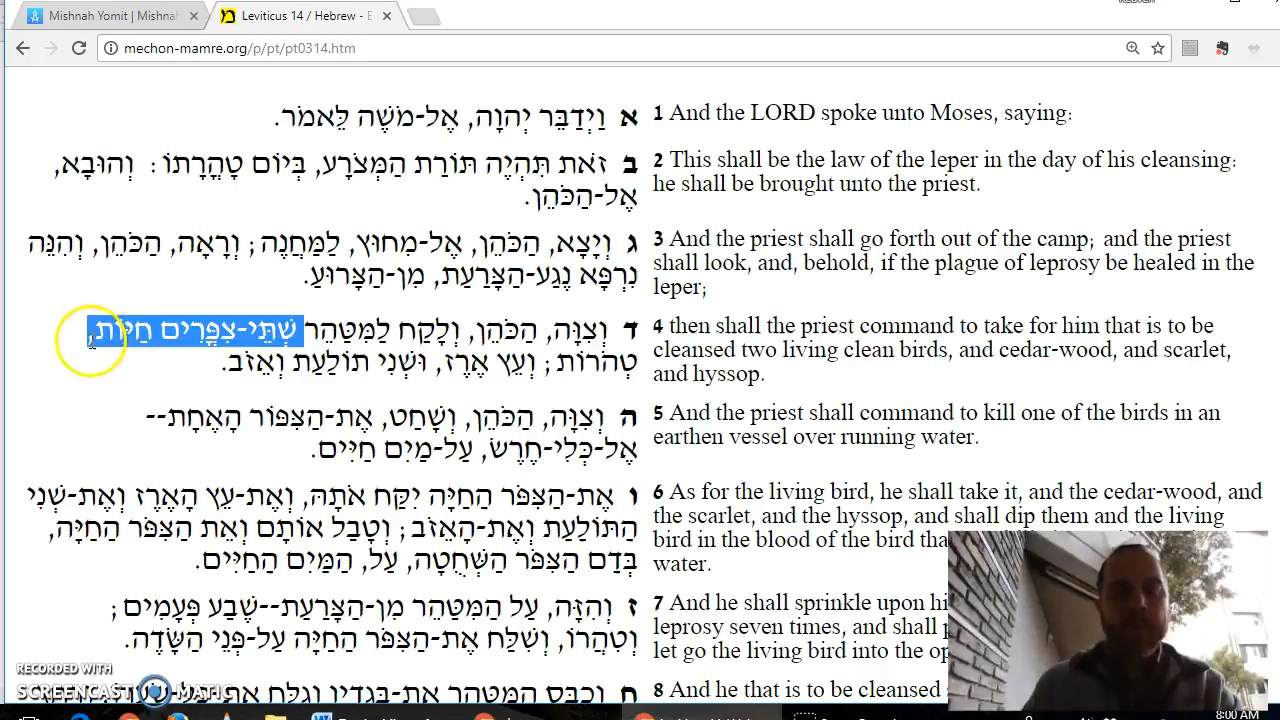 Mishnah Yomit | Mishnah
Leviticus 14 / Hebrew - E
mechon-mamre.org/p/pt/pt0314.htm
א וַיְדַבֵּר יְהוָה, אֶל-מֹשֶׁה לֵּאמֹר.
1 And the LORD spoke unto Moses, saying:
ב זֹאת תִּהְיֶה תּוֹרַת הַמְּצֹרָע, בְּיוֹם טָהֳרָתוֹ: וְהוּבָא,
אֶל-הַכֹּהֵן.
2 This shall be the law of the leper in the day of his cleansing:
he shall be brought unto the priest.
ג וְיָצָא, הַכֹּהֵן, אֶל-מִחוּץ, לַמַּחֲנֶה; וְרָאָה, הַכֹּהֵן, וְהִנֵּה
נִרְפָּא נֶגַע-הַצָּרַעַת, מִן-הַצָּרוּעַ.
3 And the priest shall go forth out of the camp; and the priest
shall look, and, behold, if the plague of leprosy be healed in the
leper;
ד וְצִוָּה, הַכֹּהֵן, וְלָקַח לַמִּטַּהֵר שְׁתֵּי-צִפֳּרִים חַיּוֹת,
טְהֹרוֹת; וְעֵץ אֶרֶז, וּשְׁנִי תוֹלַעַת וְאֵזֹב.
4 then shall the priest command to take for him that is to be
cleansed two living clean birds, and cedar-wood, and scarlet,
and hyssop.
ה וְצִוָּה, הַכֹּהֵן, וְשָׁחַט, אֶת-הַצִּפּוֹר הָאֶחָת--
אֶל-כְּלִי-חֶרֶשׂ, עַל-מַיִם חַיִּים.
5 And the priest shall command to kill one of the birds in an
earthen vessel over running water.
ו אֶת-הַצִּפֹּר הַחַיָּה יִקַּח אֹתָהּ, וְאֶת-עֵץ הָאֶרֶז וְאֶת-שְׁנִי
הַתּוֹלַעַת וְאֶת-הָאֵזֹב; וְטָבַל אוֹתָם וְאֵת הַצִּפֹּר הַחַיָּה,
בְּדַם הַצִּפֹּר הַשְּׁחֻטָה, עַל, הַמַּיִם הַחַיִּים.
6 As for the living bird, he shall take it, and the cedar-wood, and
the scarlet, and the hyssop, and shall dip them and the living
bird in the blood of the bird tha
water.
ז וְהִזָּה, עַל הַמִּטַּהֵר מִן-הַצָּרַעַת--שֶׁבַע פְּעָמִים;
וְטִהֲרוֹ, וְשִׁלַּח אֶת-הַצִּפֹּר הַחַיָּה עַל-פְּנֵי הַשָּׂדֶה.
7 And he shall sprinkle upon hi
leprosy seven times, and shall
let go the living bird into the op
ח וְכִבֶּס הַמִּטַּהֵר אֶת-בְּגָדָיו וְגִלַּח
8 And he that is to be cleansed
RECORDED WITH
SCREENCAST MATIC
8:00 AM